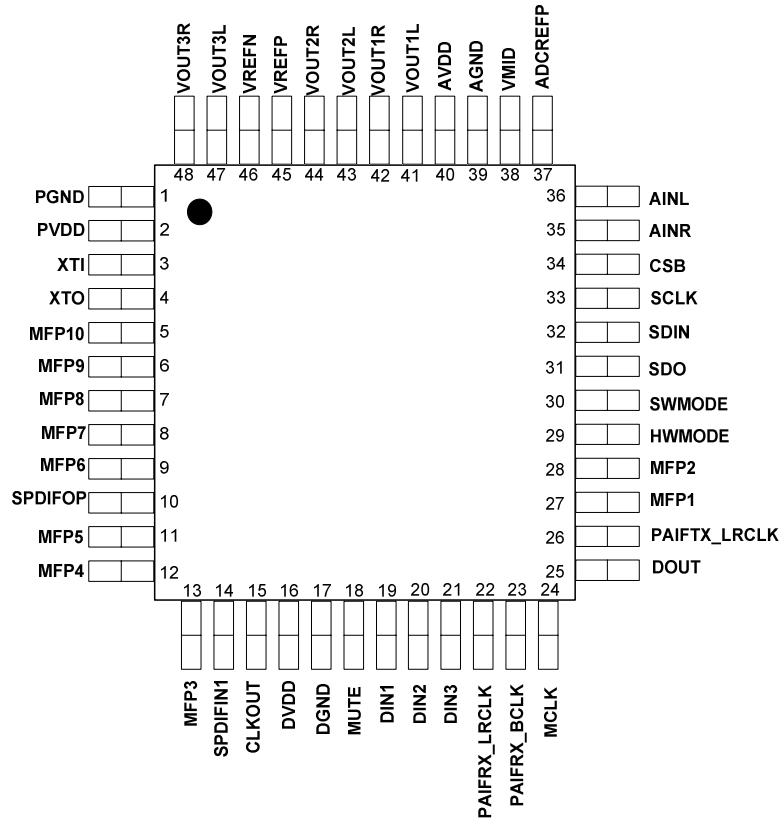 VOUT3R
VOUT3L
VREFN
VREFP
VOUT2R
VOUT2L
VOUT1R
VOUT1L
AVDD
AGND
VMID
ADCREFP
48 47 46 45 44 43 42 41 40 39 38 37
PGND 1
PVDD 2
XTI 3
XTO 4
MFP10 5
MFP9 6
MFP8 7
MFP7 8
MFP6 9
SPDIFOP 10
MFP5 11
MFP4 12
36 AINL
35 AINR
34 CSB
33 SCLK
32 SDIN
31 SDO
30 SWMODE
29 HWMODE
28 MFP2
27 MFP1
26 PAIFTX_LRCLK
25 DOUT
13 14 15 16 17 18 19 20 21 22 23 24
MFP3
SPDIFIN1
CLKOUT
DVDD
DGND
MUTE
DIN1
DIN2
DIN3
PAIFRX_LRCLK
PAIFRX_BCLK
MCLK